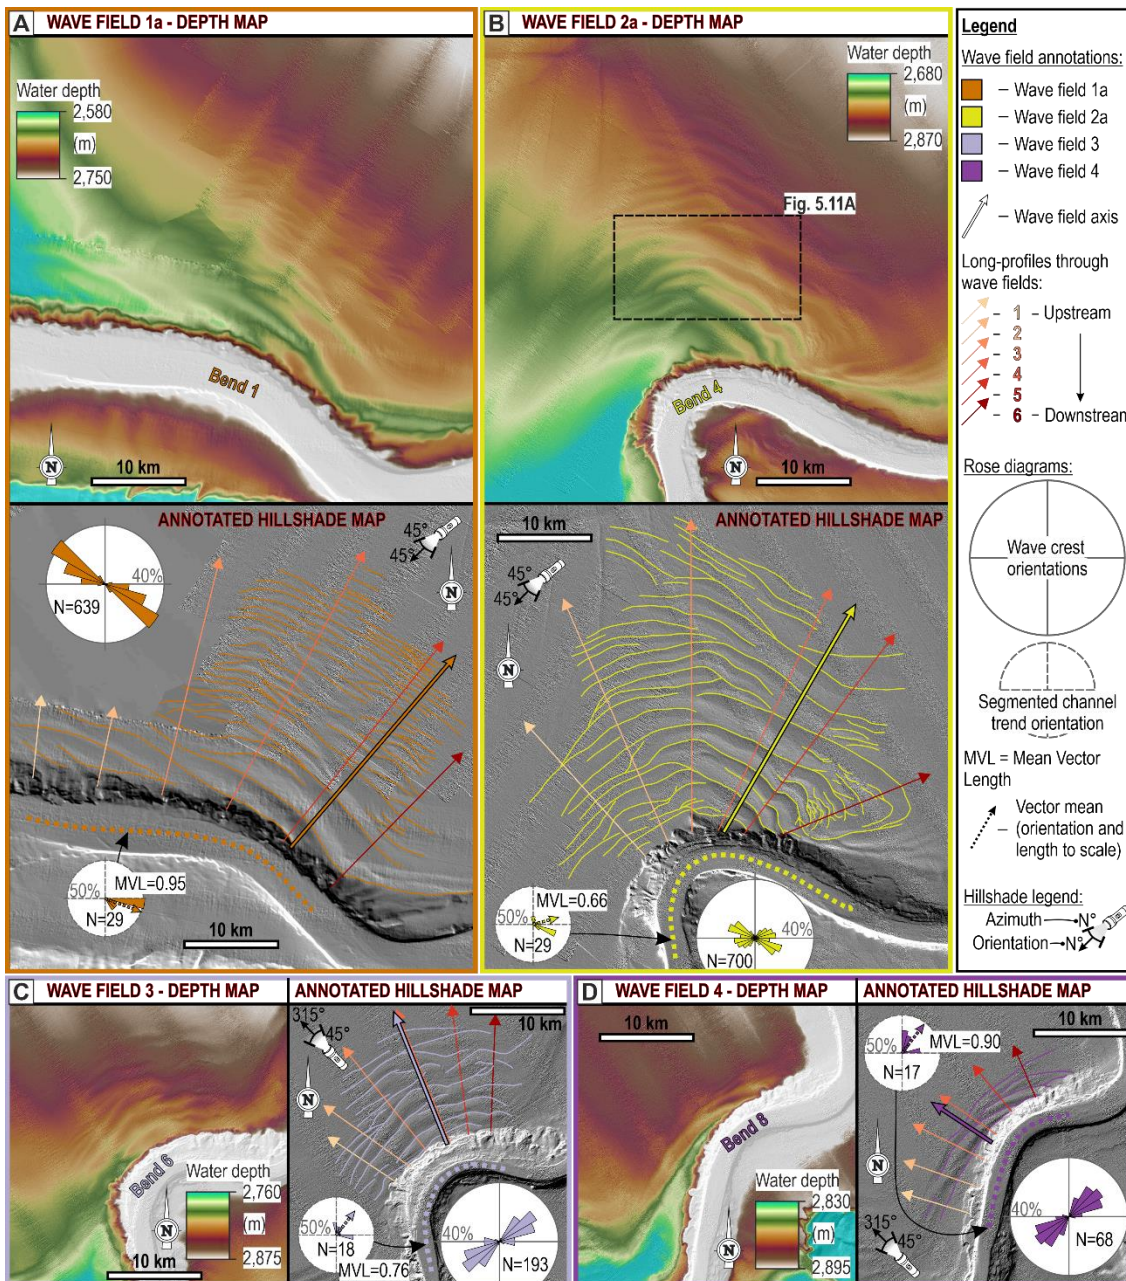 A WAVE FIELD 1a - DEPTH MAP
Water depth
2,580
(m)
2,750
Bend 1
N
10 km
ANNOTATED HILLSHADE MAP
45°
45°
N
40%
N=639
MVL=0.95
50%
N=29
10 km
B WAVE FIELD 2a - DEPTH MAP
Water depth
2,680
(m)
2,870
Fig. 5.11A
Bend 4
N
10 km
ANNOTATED HILLSHADE MAP
10 km
45°
45°
N
MVL=0.66
50%
N=29
40%
N=700
Legend
Wave field annotations:
– Wave field 1a
– Wave field 2a
– Wave field 3
– Wave field 4
– Wave field axis
Long-profiles through
wave fields:
– 1 – Upstream
– 2
– 3
– 4
– 5
– 6 – Downstream
Rose diagrams:
Wave crest
orientations
Segmented channel
trend orientation
MVL = Mean Vector
Length
Vector mean
– (orientation and
length to scale)
Hillshade legend:
Azimuth N°
Orientation N°
C WAVE FIELD 3 - DEPTH MAP
Bend 6
Water depth
2,760
(m)
2,875
N
10 km
ANNOTATED HILLSHADE MAP
10 km
315°
45°
N
50%
N=18
MVL=0.76
40%
N=193
D WAVE FIELD 4 - DEPTH MAP
10 km
Bend 8
Water depth
2,830
(m)
2,895
N
ANNOTATED HILLSHADE MAP
10 km
50%
MVL=0.90
N=17
N
315°
45°
40%
N=68